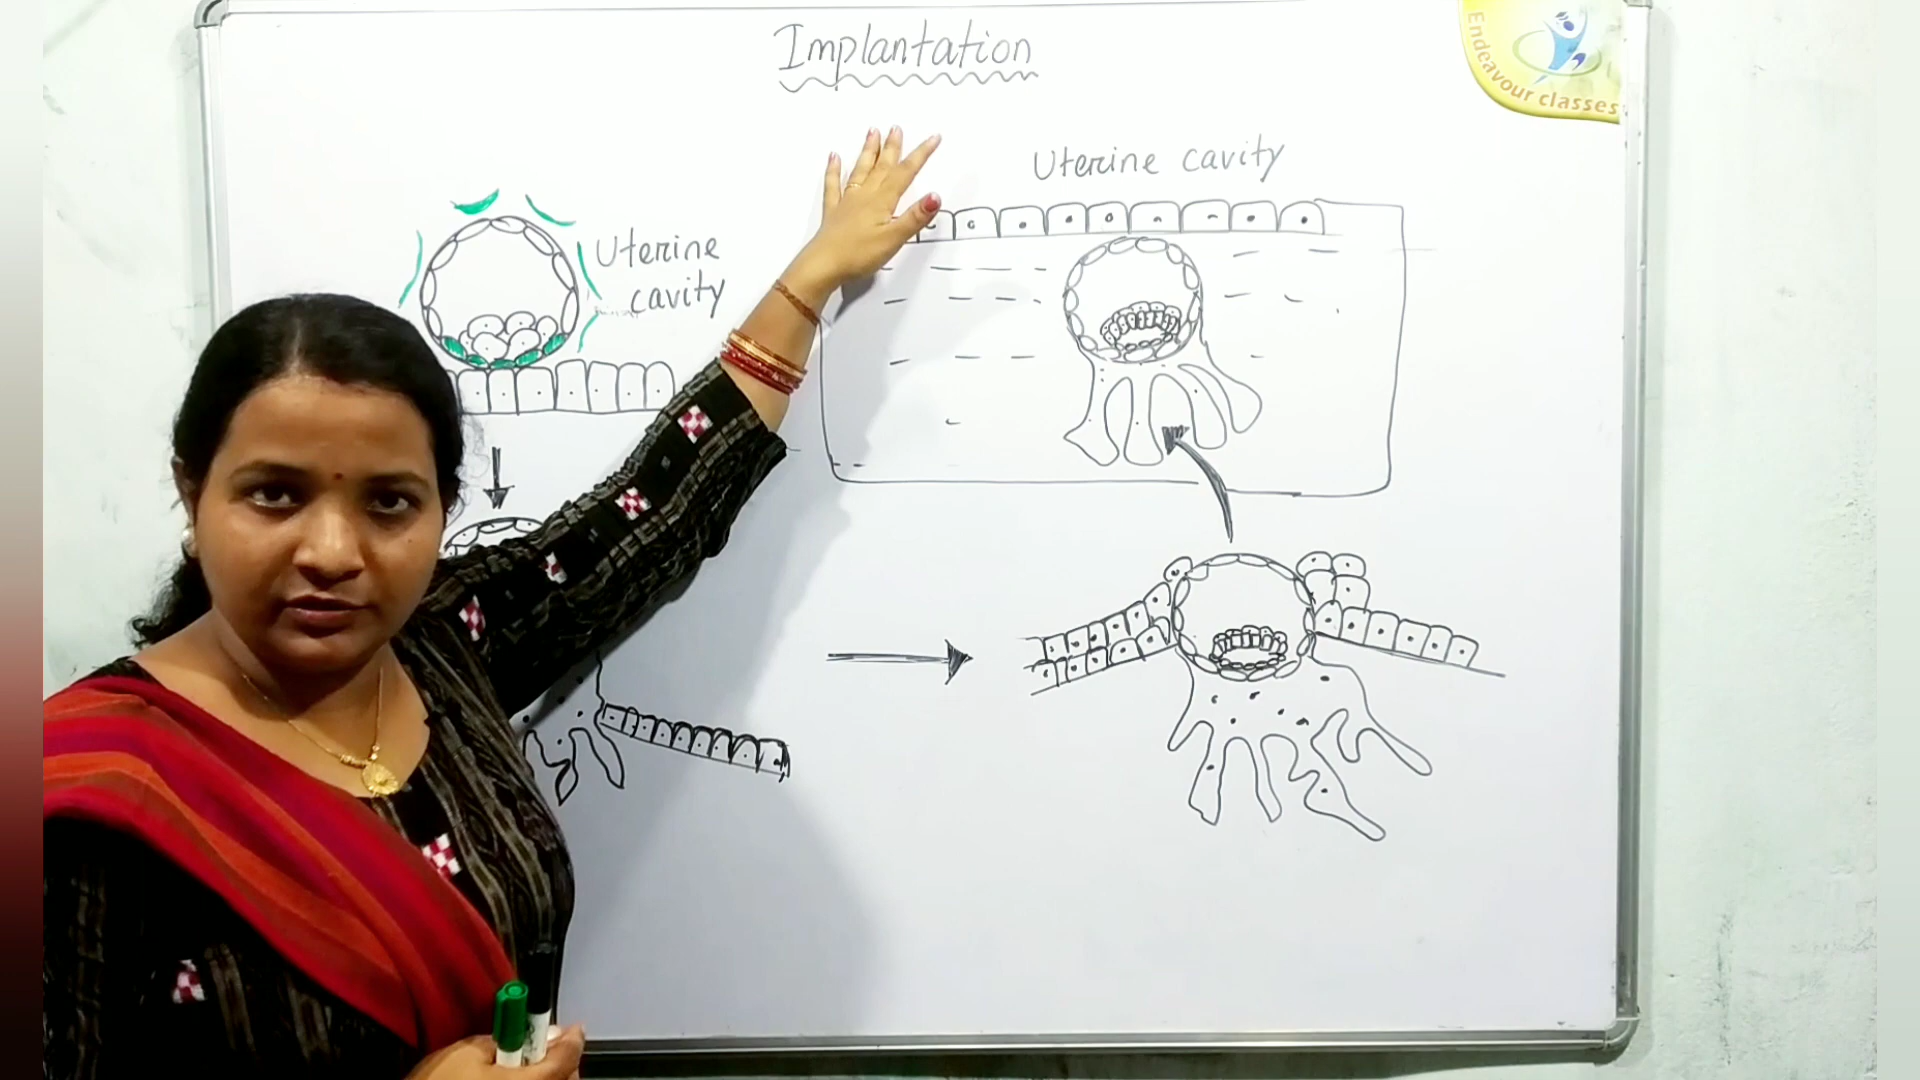 Implantation
Endeavour classes
Uterine cavity
Uterine
cavity